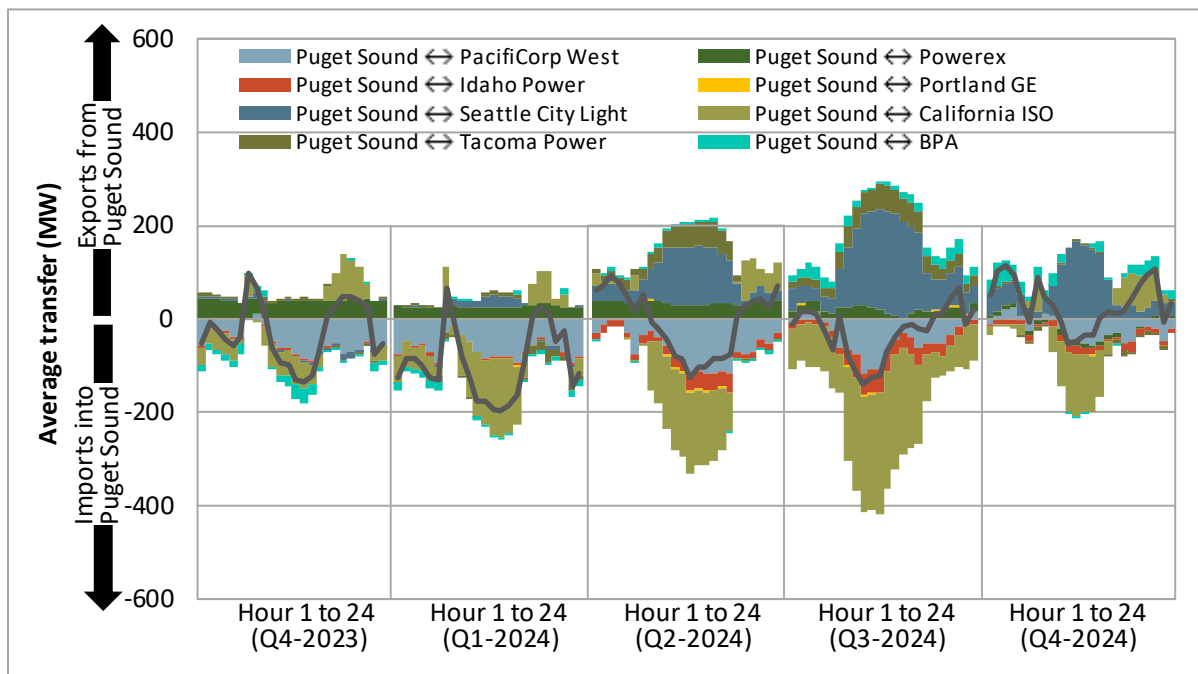 600
400
200
0
-200
-400
-600
Average transfer (MW)
Exports from
Puget Sound
Imports into
Puget Sound
Puget Sound ↔ PacifiCorp West
Puget Sound ↔ Powerex
Puget Sound ↔ Idaho Power
Puget Sound ↔ Portland GE
Puget Sound ↔ Seattle City Light
Puget Sound ↔ California ISO
Puget Sound ↔ Tacoma Power
Puget Sound ↔ BPA
Hour 1 to 24
(Q4-2023)
Hour 1 to 24
(Q1-2024)
Hour 1 to 24
(Q2-2024)
Hour 1 to 24
(Q3-2024)
Hour 1 to 24
(Q4-2024)